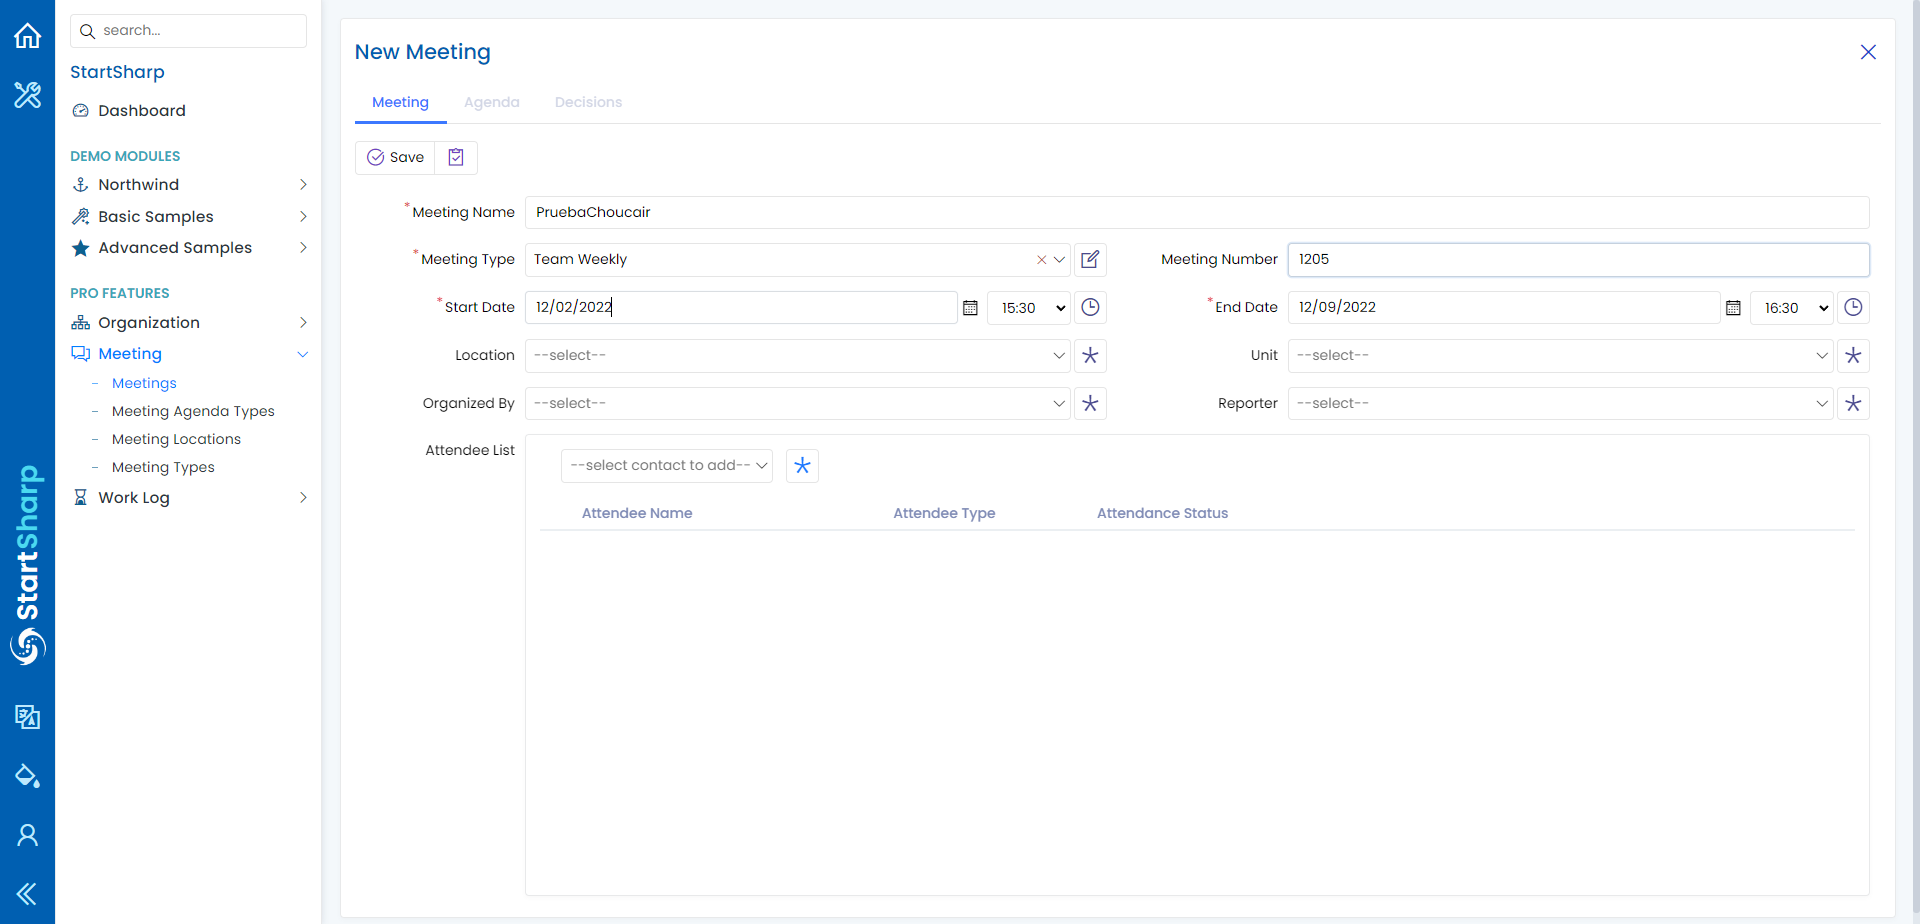 search...
StartSharp
Dashboard
DEMO MODULES
Northwind
Basic Samples
Advanced Samples
PRO FEATURES
Organization
Meeting
Meetings
Meeting Agenda Types
Meeting Locations
Meeting Types
Work Log
StartSharp
New Meeting
Meeting Agenda Decisions
Save
*Meeting Name PruebaChoucair
*Meeting Type Team Weekly Meeting Number 1205
*Start Date 12/02/2022 15:30 *End Date 12/09/2022 16:30
Location --select-- Unit --select--
Organized By --select-- Reporter --select--
Attendee List --select contact to add--
Attendee Name Attendee Type Attendance Status